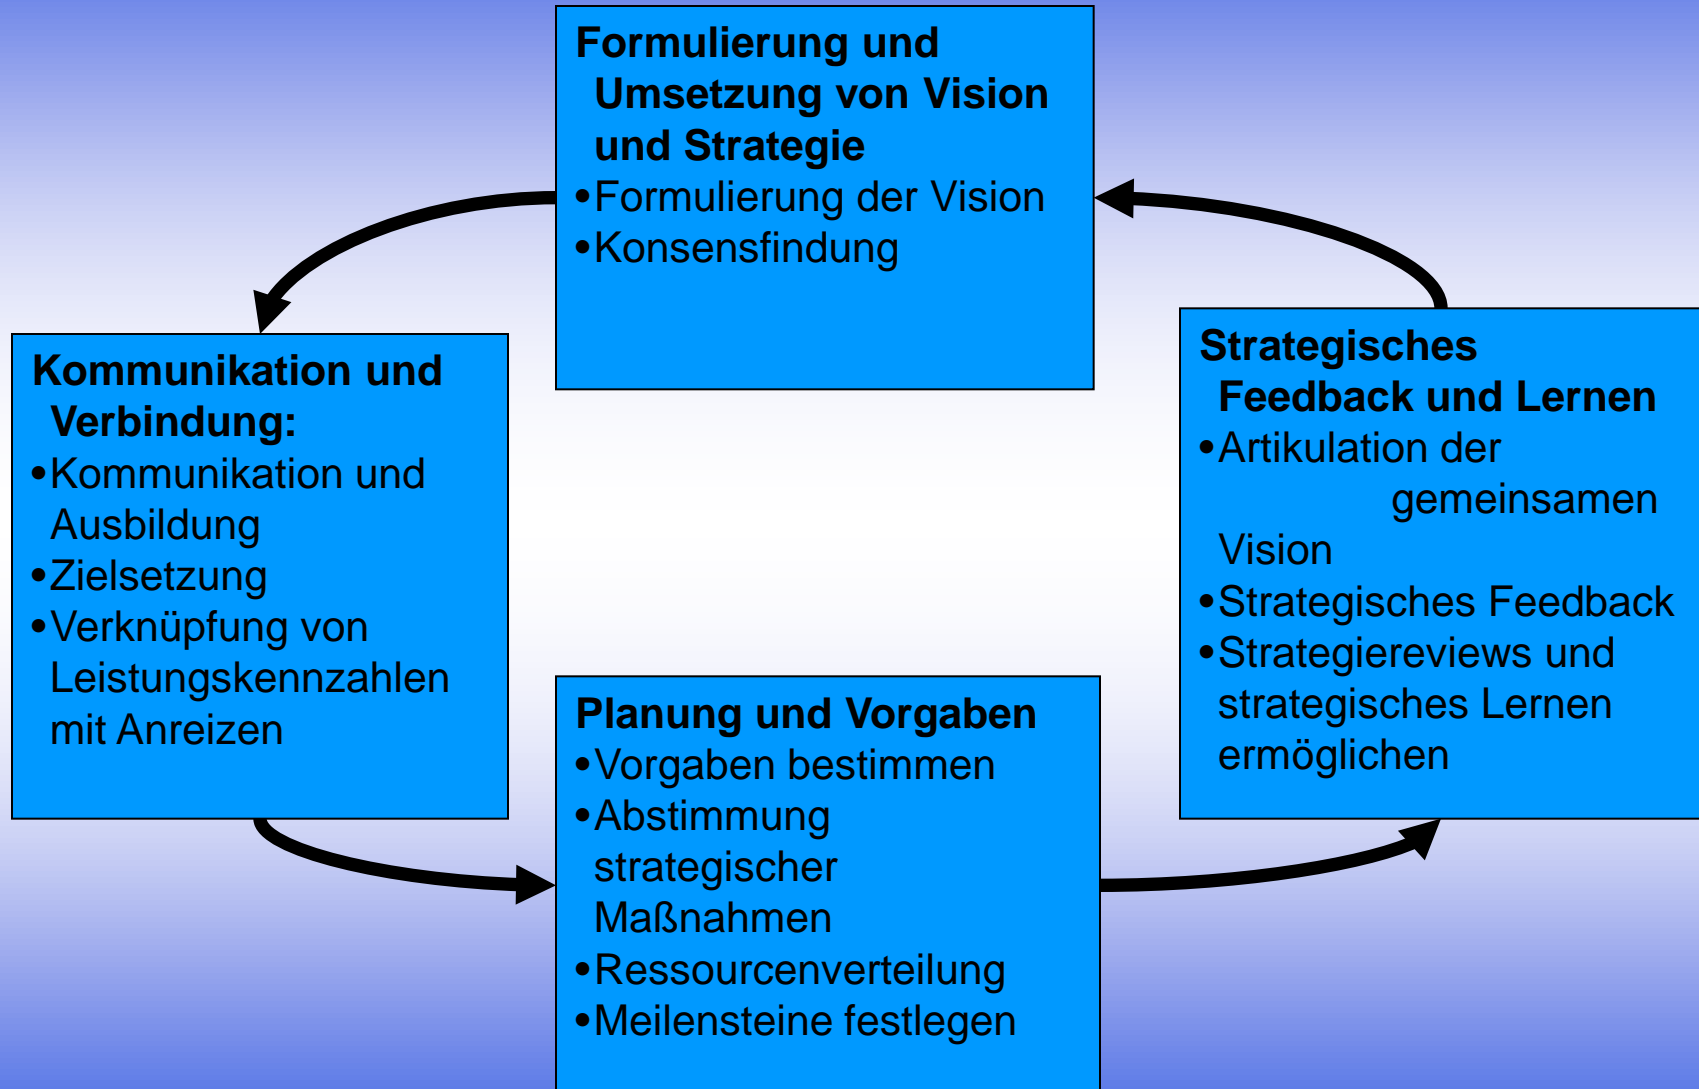 Formulierung und
Umsetzung von Vision
und Strategie
•Formulierung der Vision
•Konsensfindung
Kommunikation und
Verbindung:
•Kommunikation und
Ausbildung
•Zielsetzung
•Verknüpfung von
Leistungskennzahlen
mit Anreizen
Planung und Vorgaben
•Vorgaben bestimmen
•Abstimmung
strategischer
Maßnahmen
•Ressourcenverteilung
•Meilensteine festlegen
Strategisches
Feedback und Lernen
•Artikulation der
gemeinsamen
Vision
•Strategisches Feedback
•Strategiereviews und
strategisches Lernen
ermöglichen